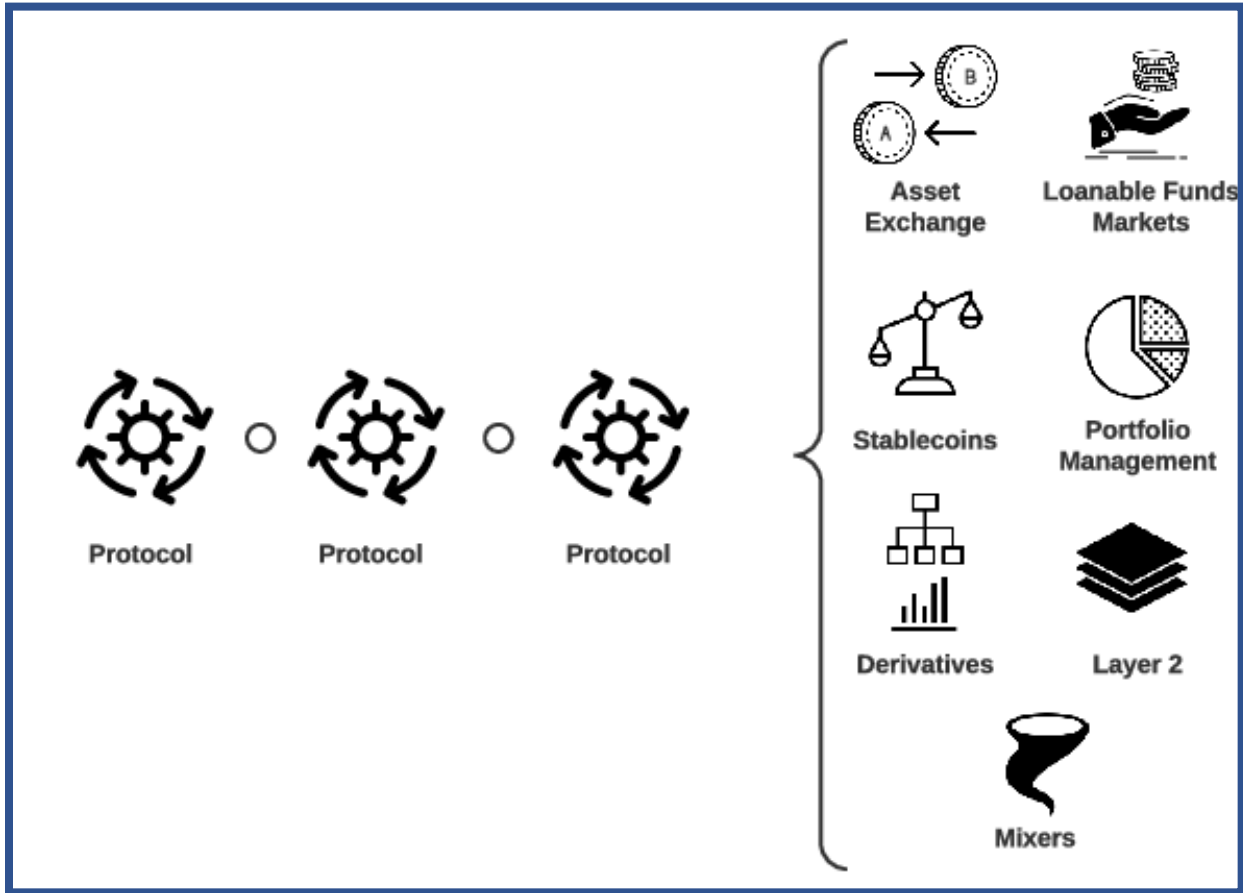 B
A
Asset
Exchange
Loanable Funds
Markets
Stablecoins
Portfolio
Management
Protocol
Protocol
Protocol
Derivatives
Layer 2
Mixers